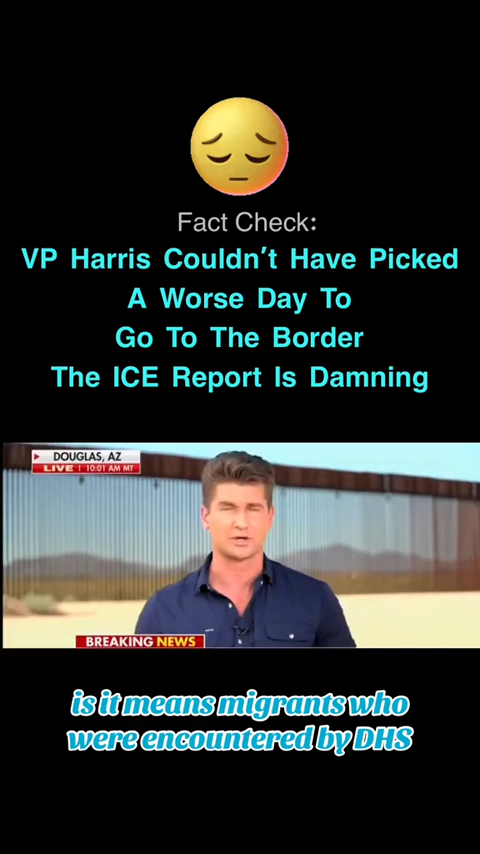 Fact Check:
VP Harris Couldn't Have Picked
A Worse Day To
Go To The Border
The ICE Report Is Damning
DOUGLAS, AZ
LIVE 10:01 AM MT
BREAKING NEWS
is it means migrants who
were encountered by DHS